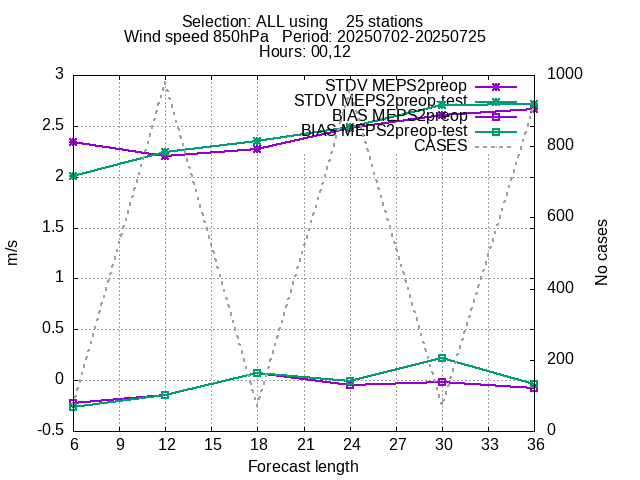 Selection: ALL using    25 stations
Wind speed 850hPa   Period: 20250702-20250725
Hours: 00,12
STDV MEPS2preop
STDV MEPS2preop-test
BIAS MEPS2preop
BIAS MEPS2preop-test
CASES
3
2.5
2
1.5
1
0.5
0
-0.5
m/s
1000
800
600
400
200
0
No cases
6 9 12 15 18 21 24 27 30 33 36
Forecast length